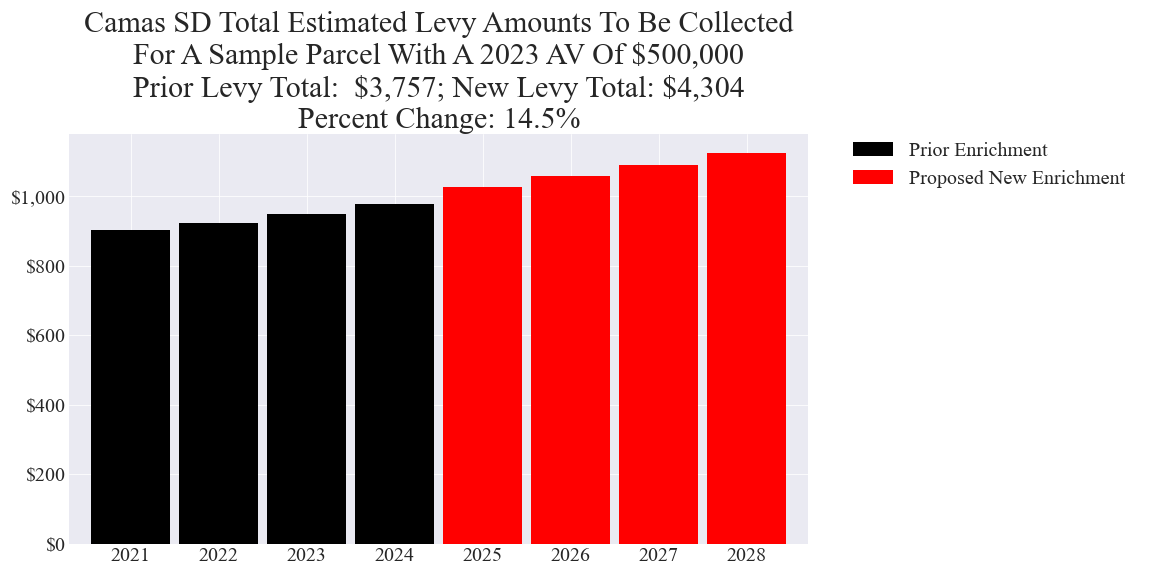 Camas SD Total Estimated Levy Amounts To Be Collected
For A Sample Parcel With A 2023 AV Of $500,000
Prior Levy Total:  $3,757; New Levy Total: $4,304
Percent Change: 14.5%
Prior Enrichment
Proposed New Enrichment
$1,000
$800
$600
$400
$200
$0
2021 2022 2023 2024 2025 2026 2027 2028